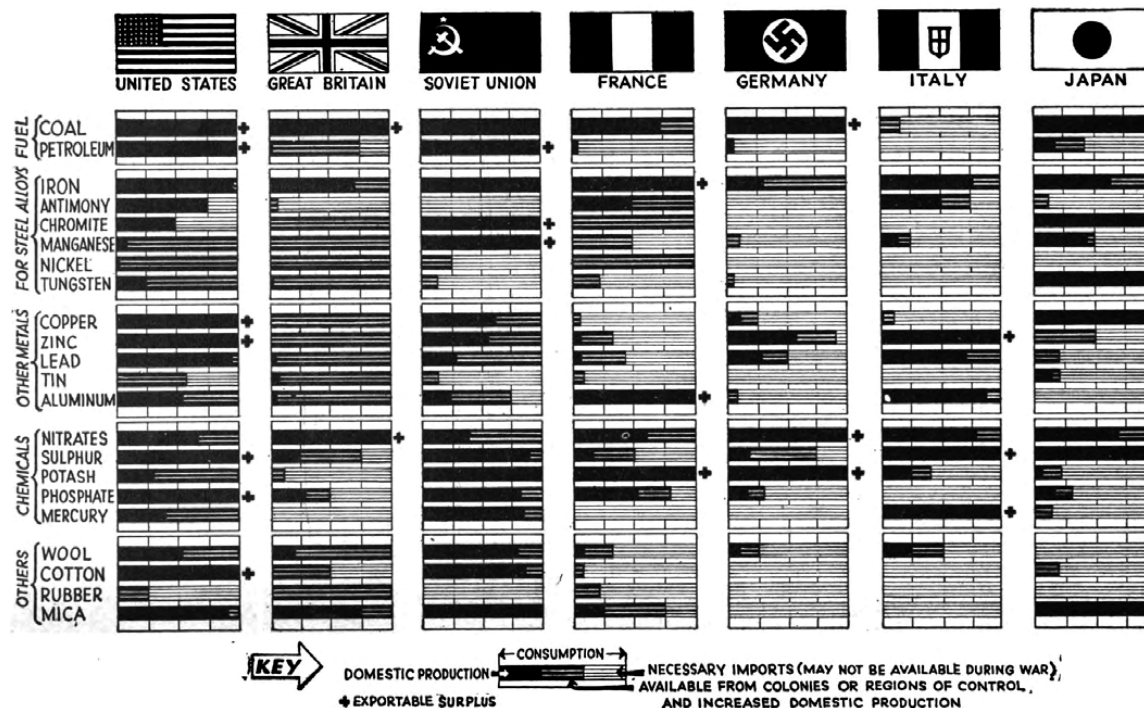 UNITED STATES GREAT BRITAIN SOVIET UNION FRANCE GERMANY ITALY JAPAN
FUEL
COAL
PETROLEUM
FOR STEEL ALLOYS
IRON
ANTIMONY
CHROMITE
MANGANESE
NICKEL
TUNGSTEN
OTHER METALS
COPPER
ZINC
LEAD
TIN
ALUMINUM
CHEMICALS
NITRATES
SULPHUR
POTASH
PHOSPHATE
MERCURY
OTHERS
WOOL
COTTON
RUBBER
MICA
KEY
CONSUMPTION
DOMESTIC PRODUCTION
NECESSARY IMPORTS (MAY NOT BE AVAILABLE DURING WAR)
AVAILABLE FROM COLONIES OR REGIONS OF CONTROL,
AND INCREASED DOMESTIC PRODUCTION
+ EXPORTABLE SURPLUS